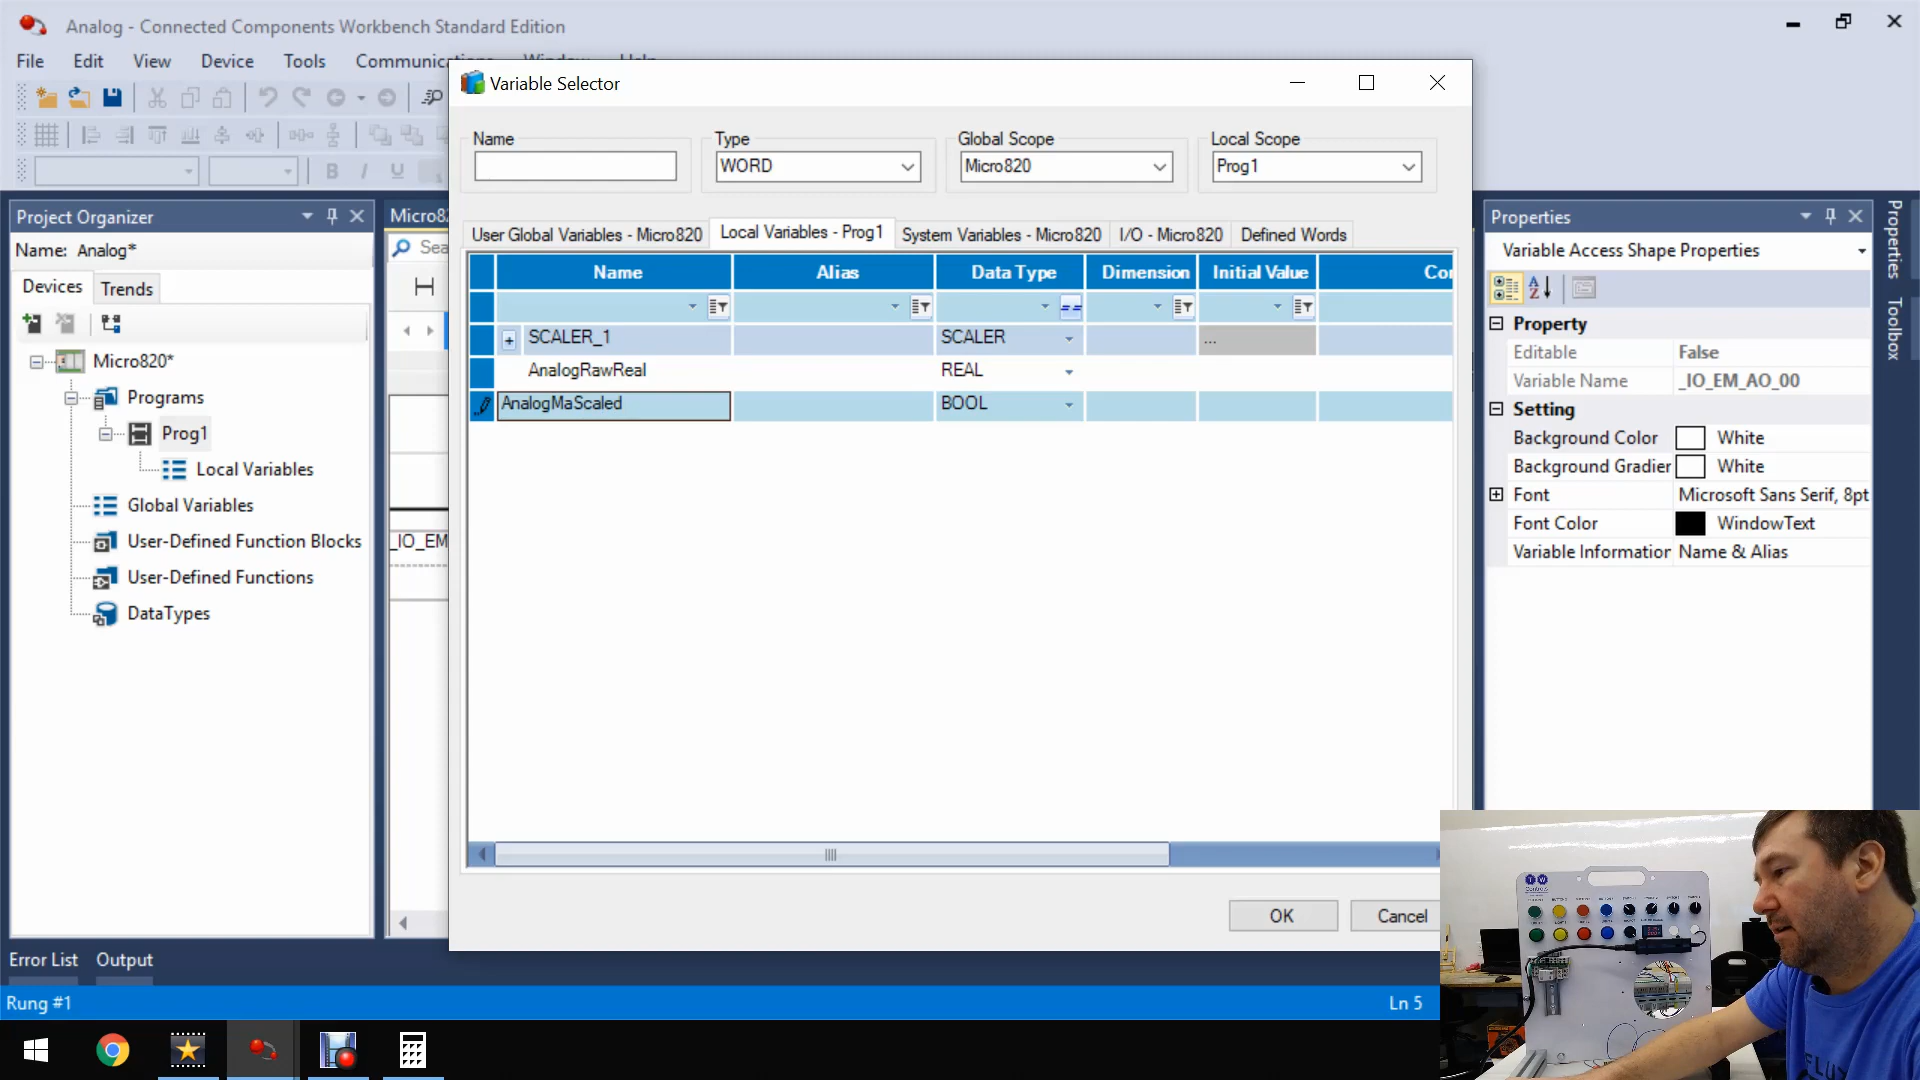 Analog - Connected Components Workbench Standard Edition
File Edit View Device Tools
Variable Selector
Name
Type
WORD
Global Scope
Micro820
Local Scope
Prog1
Project Organizer
Name: Analog*
Devices
Trends
Micro820*
Programs
Prog1
Local Variables
Global Variables
User-Defined Function Blocks
User-Defined Functions
DataTypes
_IO_EM
User Global Variables - Micro820
Local Variables - Prog1
System Variables - Micro820
I/O - Micro820
Defined Words
Name Alias Data Type Dimension Initial Value
SCALER_1 SCALER ...
AnalogRawReal REAL
AnalogMaScaled BOOL
OK
Cancel
Properties
Variable Access Shape Properties
Property
Editable False
Variable Name _IO_EM_AO_00
Setting
Background Color White
Background Gradier White
Font Microsoft Sans Serif, 8pt
Font Color WindowText
Variable Information Name & Alias
Properties
Toolbox
Error List
Output
Rung #1
Ln 5